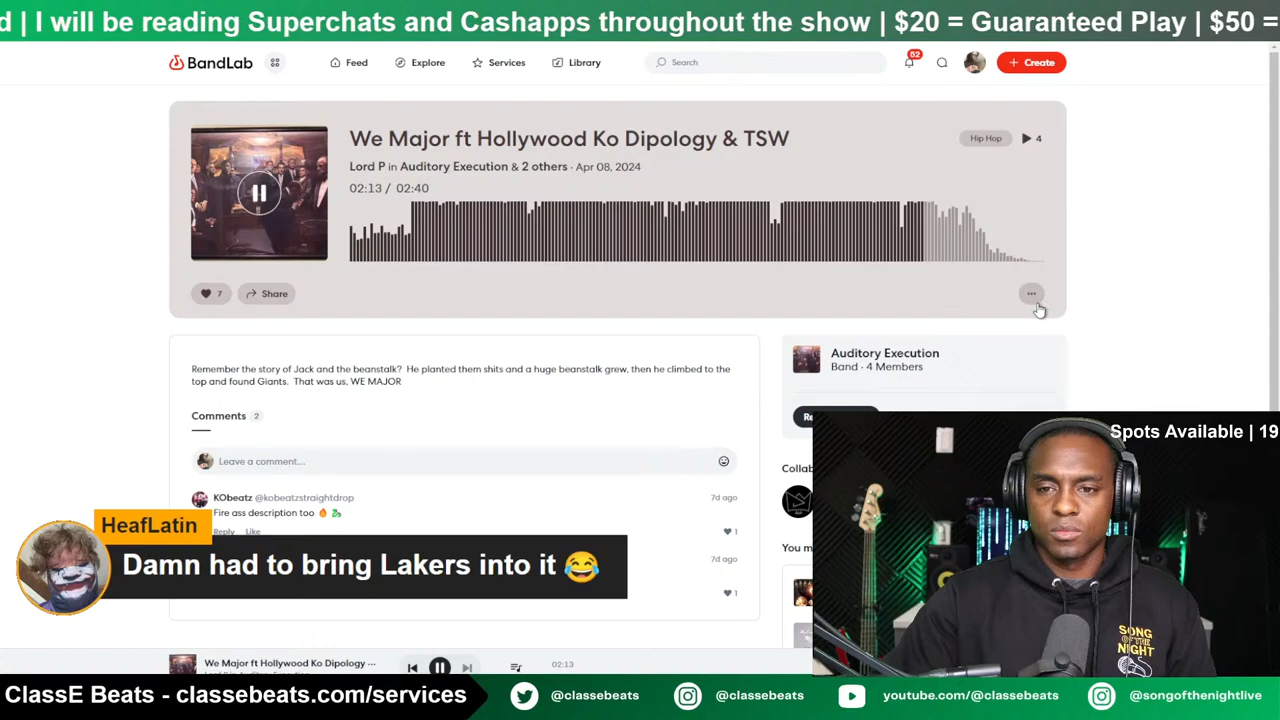 d | I will be reading Superchats and Cashapps throughout the show | $20 = Guaranteed Play | $50 =
BandLab
Feed
Explore
Services
Library
Search
52
Create
We Major ft Hollywood Ko Dipology & TSW
Hip Hop
4
Lord P in Auditory Execution & 2 others · Apr 08, 2024
02:13 / 02:40
7
Share
Remember the story of Jack and the beanstalk? He planted them shits and a huge beanstalk grew, then he climbed to the
top and found Giants. That was us, WE MAJOR
Auditory Execution
Band · 4 Members
Comments 2
Leave a comment...
Spots Available | 19
KObeatz @kobeatzstraightdrop
7d ago
Fire ass description too 🔥
Reply Like
1
HeafLatin
Damn had to bring Lakers into it 😂
7d ago
1
You m
SONG
OF THE
NIGHT
We Major ft Hollywood Ko Dipology ...
02:13
ClassE Beats - classebeats.com/services
@classebeats
@classebeats
youtube.com/@classebeats
@songofthenightlive